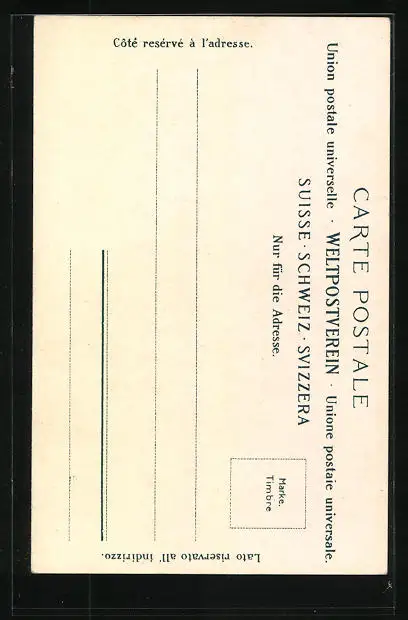 CARTE POSTALE
Union postale universelle · WELTPOSTVEREIN · Unione postale universale.
SUISSE · SCHWEIZ · SVIZZERA
Nur für die Adresse.
Côté resérvé à l'adresse.
Marke.
Timbre
Lato riservato all' indirizzo.